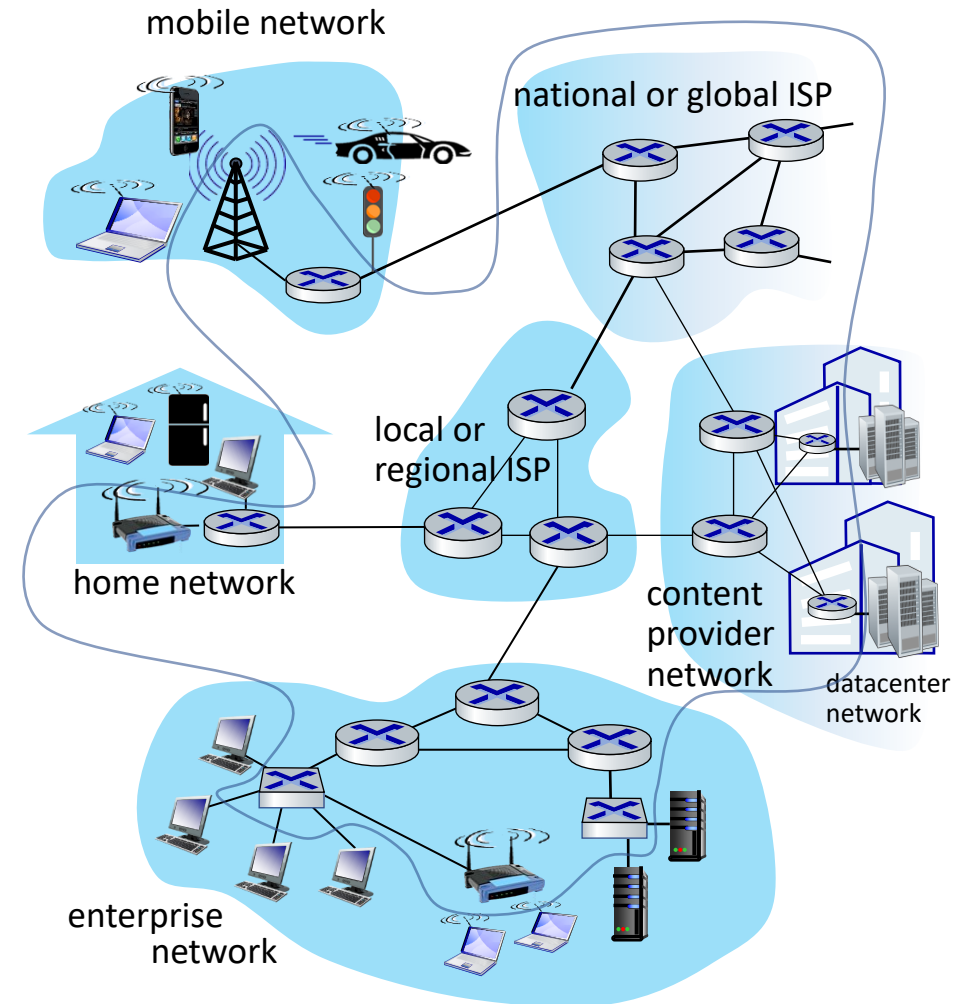 mobile network
national or global ISP
local or
regional ISP
home network
content
provider
network
datacenter
network
enterprise
network